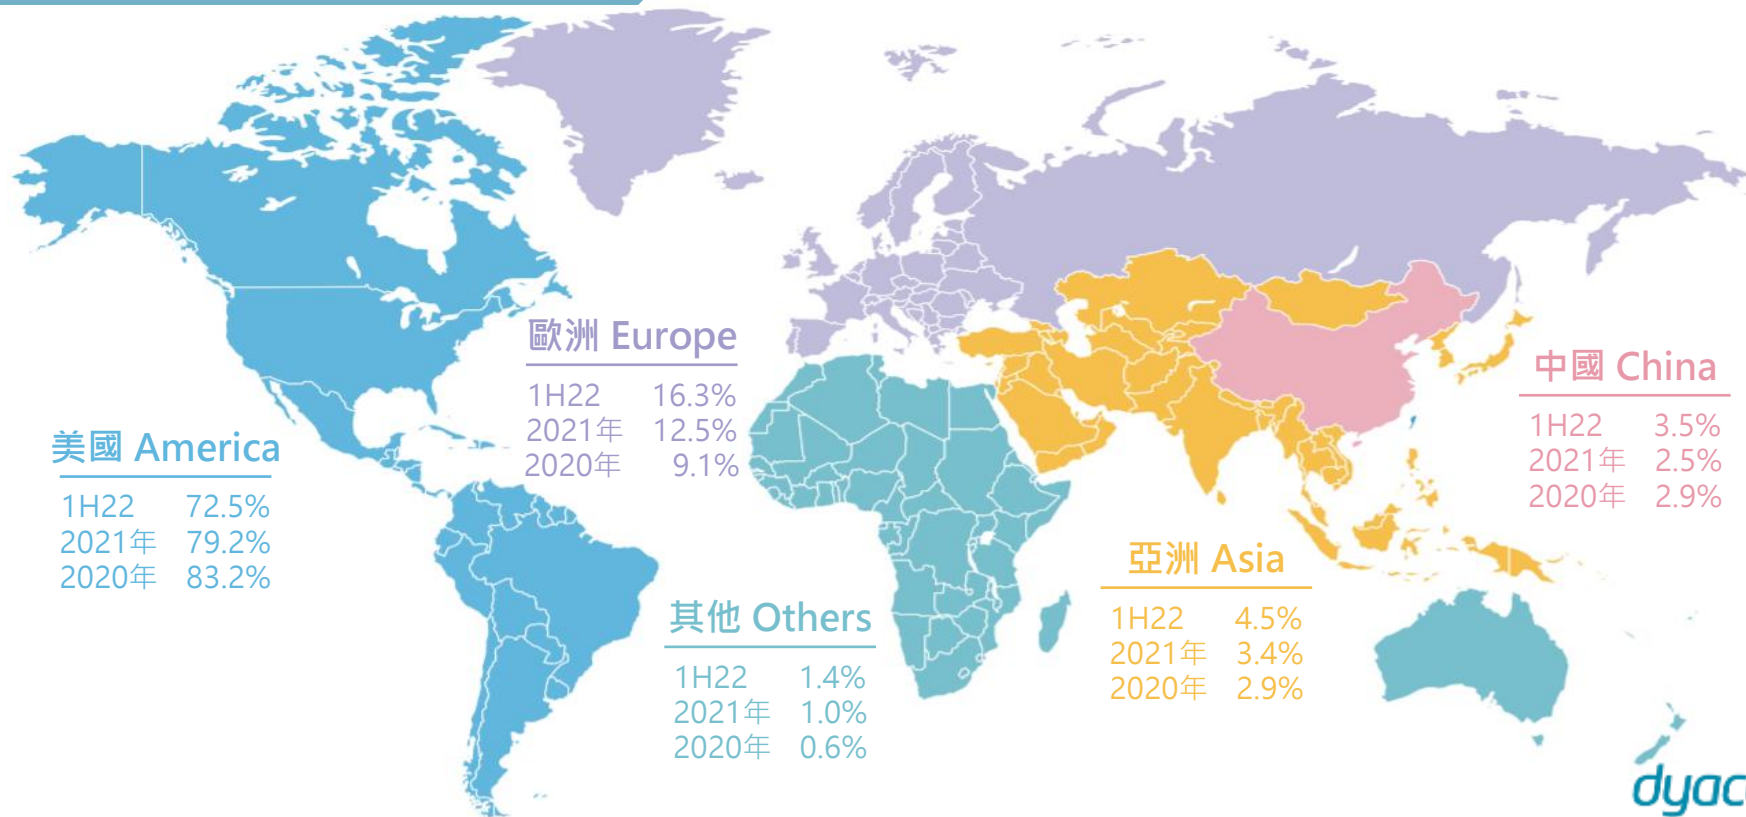 歐洲 Europe
1H22 16.3%
2021年 12.5%
2020年 9.1%
中國 China
1H22 3.5%
2021年 2.5%
2020年 2.9%
美國 America
1H22 72.5%
2021年 79.2%
2020年 83.2%
亞洲 Asia
1H22 4.5%
2021年 3.4%
2020年 2.9%
其他 Others
1H22 1.4%
2021年 1.0%
2020年 0.6%